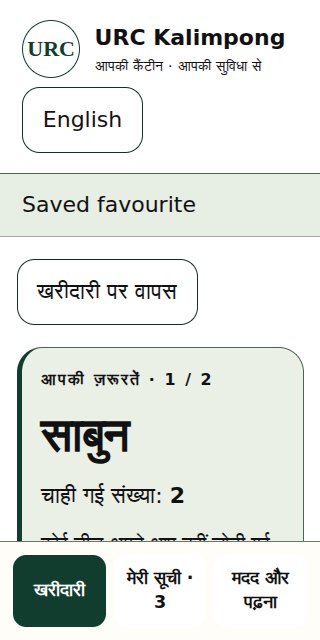 URC
URC Kalimpong
आपकी कैंटीन · आपकी सुविधा से
English
Saved favourite
खरीदारी पर वापस
आपकी ज़रूरतें · 1 / 2
साबुन
चाही गई संख्या: 2
खरीदारी
मेरी सूची ·
3
मदद और
पढ़ना